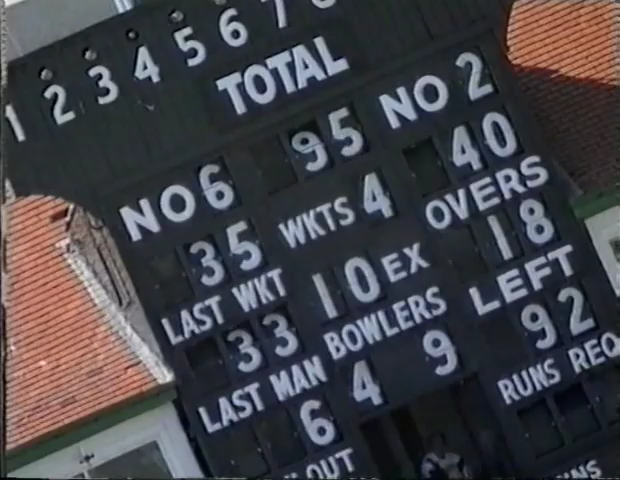 1 2 3 4 5 6 7 8
TOTAL
NO 6 95 NO 2
35 WKTS 4 40
LAST WKT 10 EX OVERS
33 BOWLERS 18
LAST MAN 4 9 LEFT
6 92
OUT RUNS REQ